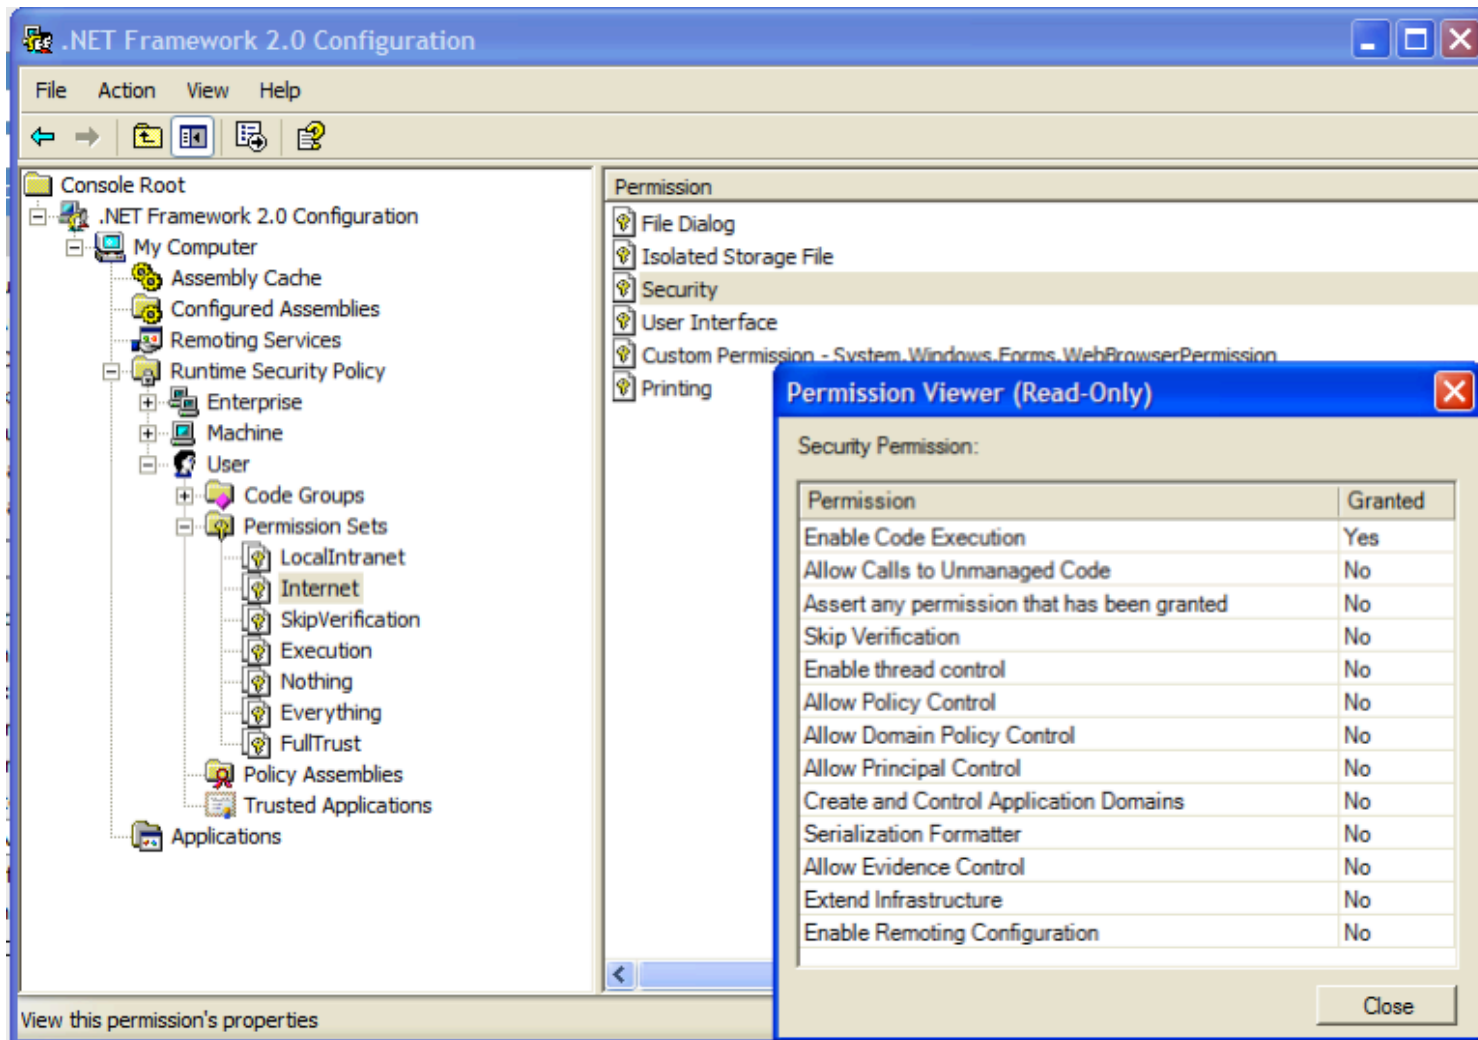 .NET Framework 2.0 Configuration
File Action View Help
Console Root
.NET Framework 2.0 Configuration
My Computer
Assembly Cache
Configured Assemblies
Remoting Services
Runtime Security Policy
Enterprise
Machine
User
Code Groups
Permission Sets
LocalIntranet
Internet
SkipVerification
Execution
Nothing
Everything
FullTrust
Policy Assemblies
Trusted Applications
Applications
Permission
File Dialog
Isolated Storage File
Security
User Interface
Custom Permission - System.Windows.Forms.WebBrowserPermission
Printing
Permission Viewer (Read-Only)
Security Permission:
Permission Granted
Enable Code Execution Yes
Allow Calls to Unmanaged Code No
Assert any permission that has been granted No
Skip Verification No
Enable thread control No
Allow Policy Control No
Allow Domain Policy Control No
Allow Principal Control No
Create and Control Application Domains No
Serialization Formatter No
Allow Evidence Control No
Extend Infrastructure No
Enable Remoting Configuration No
Close
View this permission's properties